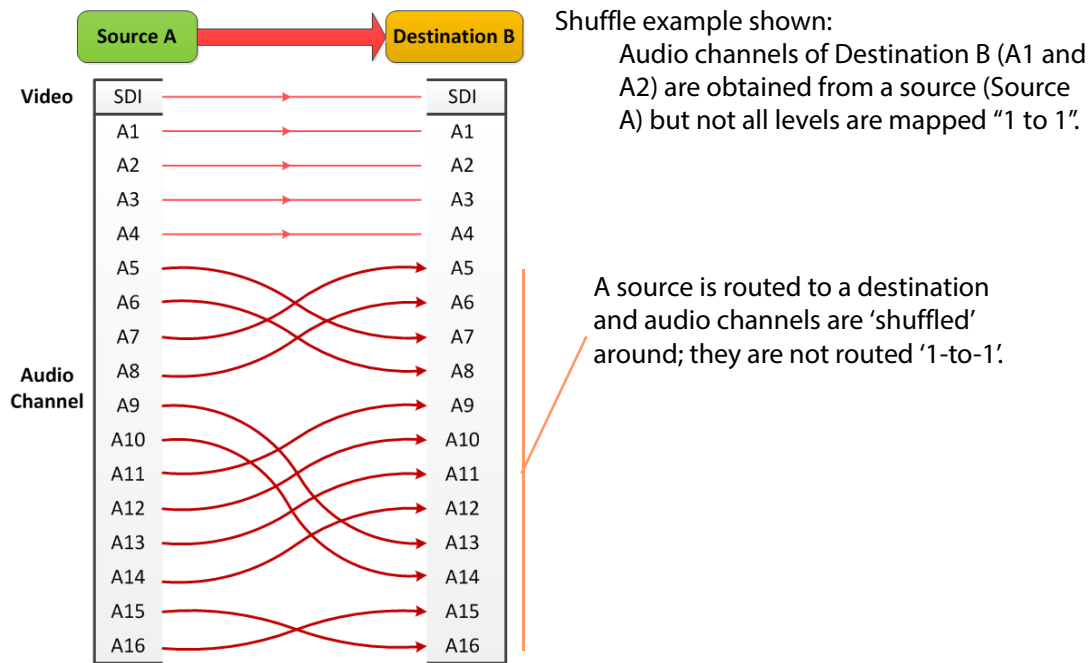 Source A
Destination B
Shuffle example shown:
Audio channels of Destination B (A1 and
A2) are obtained from a source (Source
A) but not all levels are mapped “1 to 1”.
Video
SDI
SDI
A1
A1
A2
A2
A3
A3
A4
A4
A5
A5
A6
A6
A7
A7
A8
A8
Audio
Channel
A9
A9
A10
A10
A11
A11
A12
A12
A13
A13
A14
A14
A15
A15
A16
A16
A source is routed to a destination
and audio channels are ‘shuffled’
around; they are not routed ‘1-to-1’.